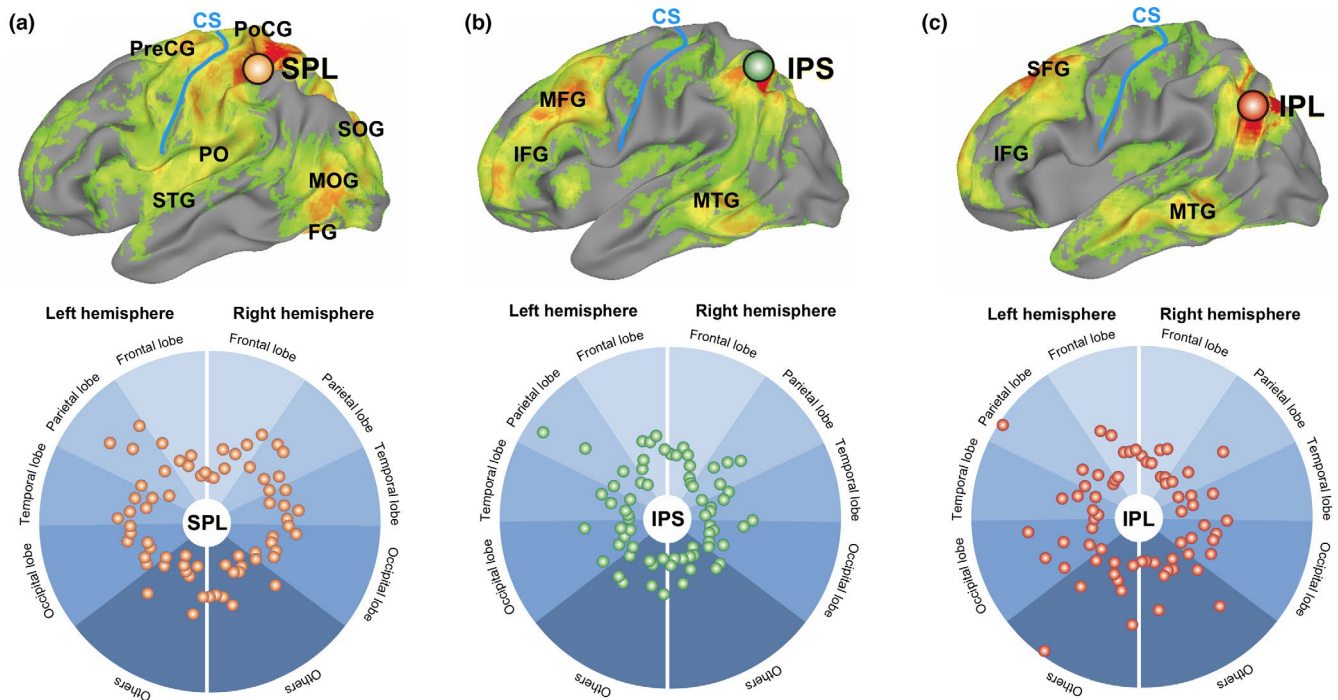 (a)
CS
PreCG
PoCG
SPL
SOG
PO
MOG
STG
FG
Left hemisphere
Right hemisphere
Frontal lobe
Frontal lobe
Parietal lobe
Parietal lobe
Temporal lobe
Temporal lobe
SPL
Occipital lobe
Occipital lobe
Others
Others
(b)
CS
IPS
MFG
IFG
MTG
Left hemisphere
Right hemisphere
Frontal lobe
Frontal lobe
Parietal lobe
Parietal lobe
Temporal lobe
Temporal lobe
IPS
Occipital lobe
Occipital lobe
Others
Others
(c)
CS
SFG
IPL
IFG
MTG
Left hemisphere
Right hemisphere
Frontal lobe
Frontal lobe
Parietal lobe
Parietal lobe
Temporal lobe
Temporal lobe
IPL
Occipital lobe
Occipital lobe
Others
Others